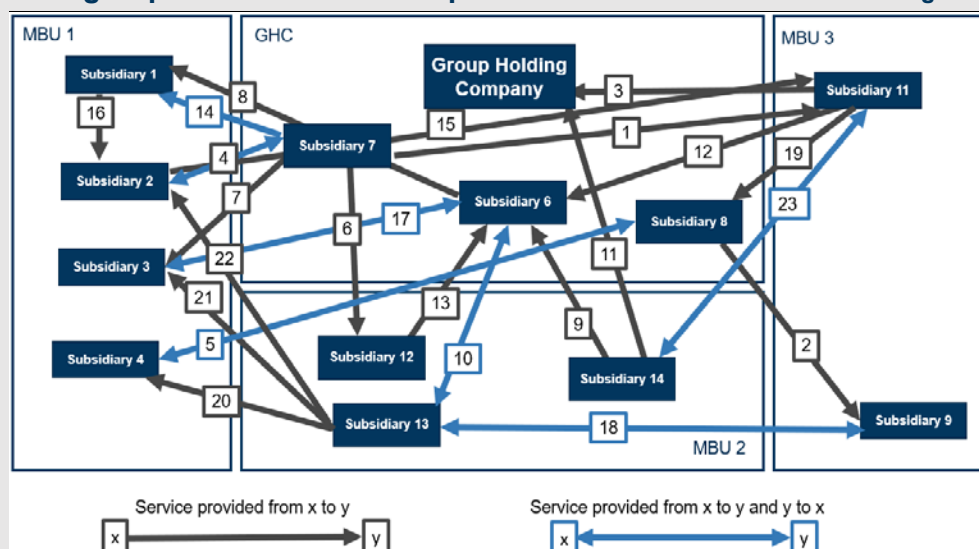 MBU 1
GHC
MBU 3
Subsidiary 1
Group Holding
Company
Subsidiary 11
8
3
16
14
15
1
Subsidiary 7
12
19
4
Subsidiary 2
7
Subsidiary 6
Subsidiary 8
23
17
6
22
11
Subsidiary 3
21
13
9
5
10
2
Subsidiary 4
Subsidiary 12
Subsidiary 14
20
Subsidiary 13
18
Subsidiary 9
MBU 2
Service provided from x to y
Service provided from x to y and y to x
x
y
x
y